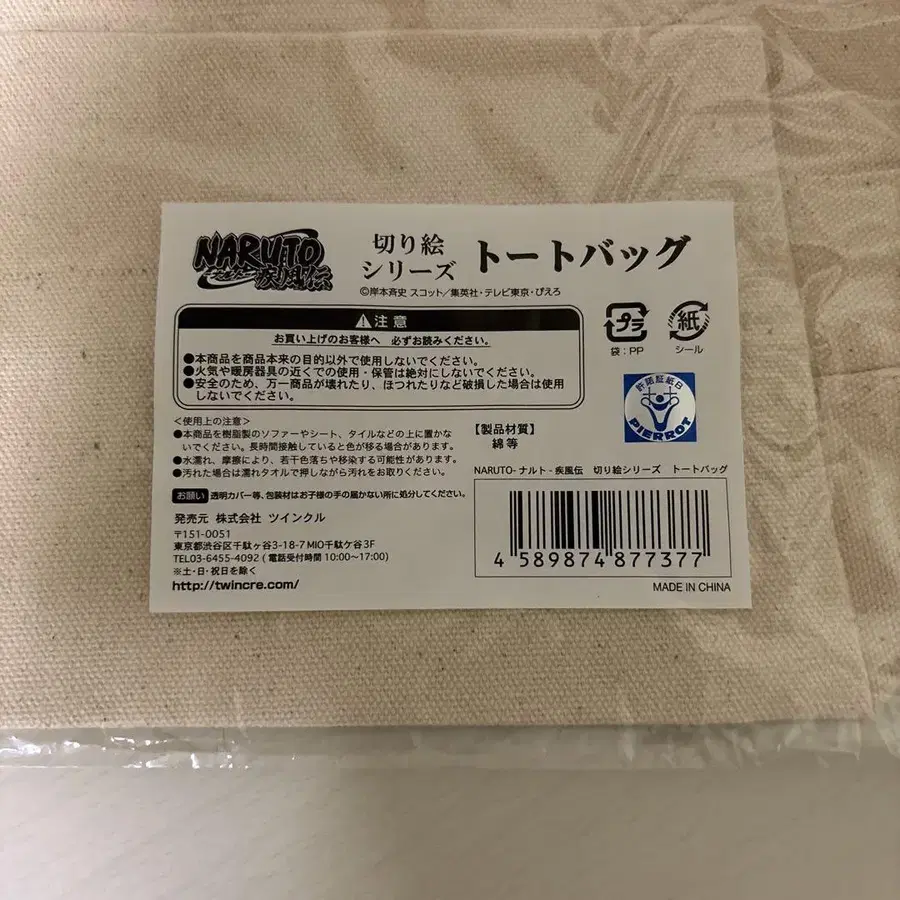 NARUTO
ナルト
疾風伝
切り絵
シリーズ
トートバッグ
©岸本斉史 スコット／集英社・テレビ東京・ぴえろ
注意
お買い上げのお客様へ 必ずお読みください。
●本商品を商品本来の目的以外で使用しないでください。
●火気や暖房器具の近くでの使用・保管は絶対にしないでください。
●安全のため、万一商品が壊れたり、ほつれたりなど破損した場合は使用
しないでください。
プラ
袋：PP
紙
シール
許諾証紙日
PIERROT
＜使用上の注意＞
●本商品を樹脂製のソファーやシート、タイルなどの上に置かな
いでください。長時間接触していると色が移る場合があります。
●水濡れ、摩擦により、若干色落ちや移染する可能性があります。
●汚れた場合は濡れタオルで押しながら汚れをお取りください。
お願い 透明カバー等、包装材はお子様の手の届かない所に処分してください。
【製品材質】
綿 等
発売元 株式会社 ツインクル
〒151-0051
東京都渋谷区千駄ヶ谷3-18-7 MIO千駄ケ谷3F
TEL03-6455-4092 (電話受付時間 10:00～17:00)
※土・日・祝日を除く
http://twincre.com/
NARUTO- ナルト - 疾風伝 切り絵シリーズ トートバッグ
4 589874 877377
MADE IN CHINA